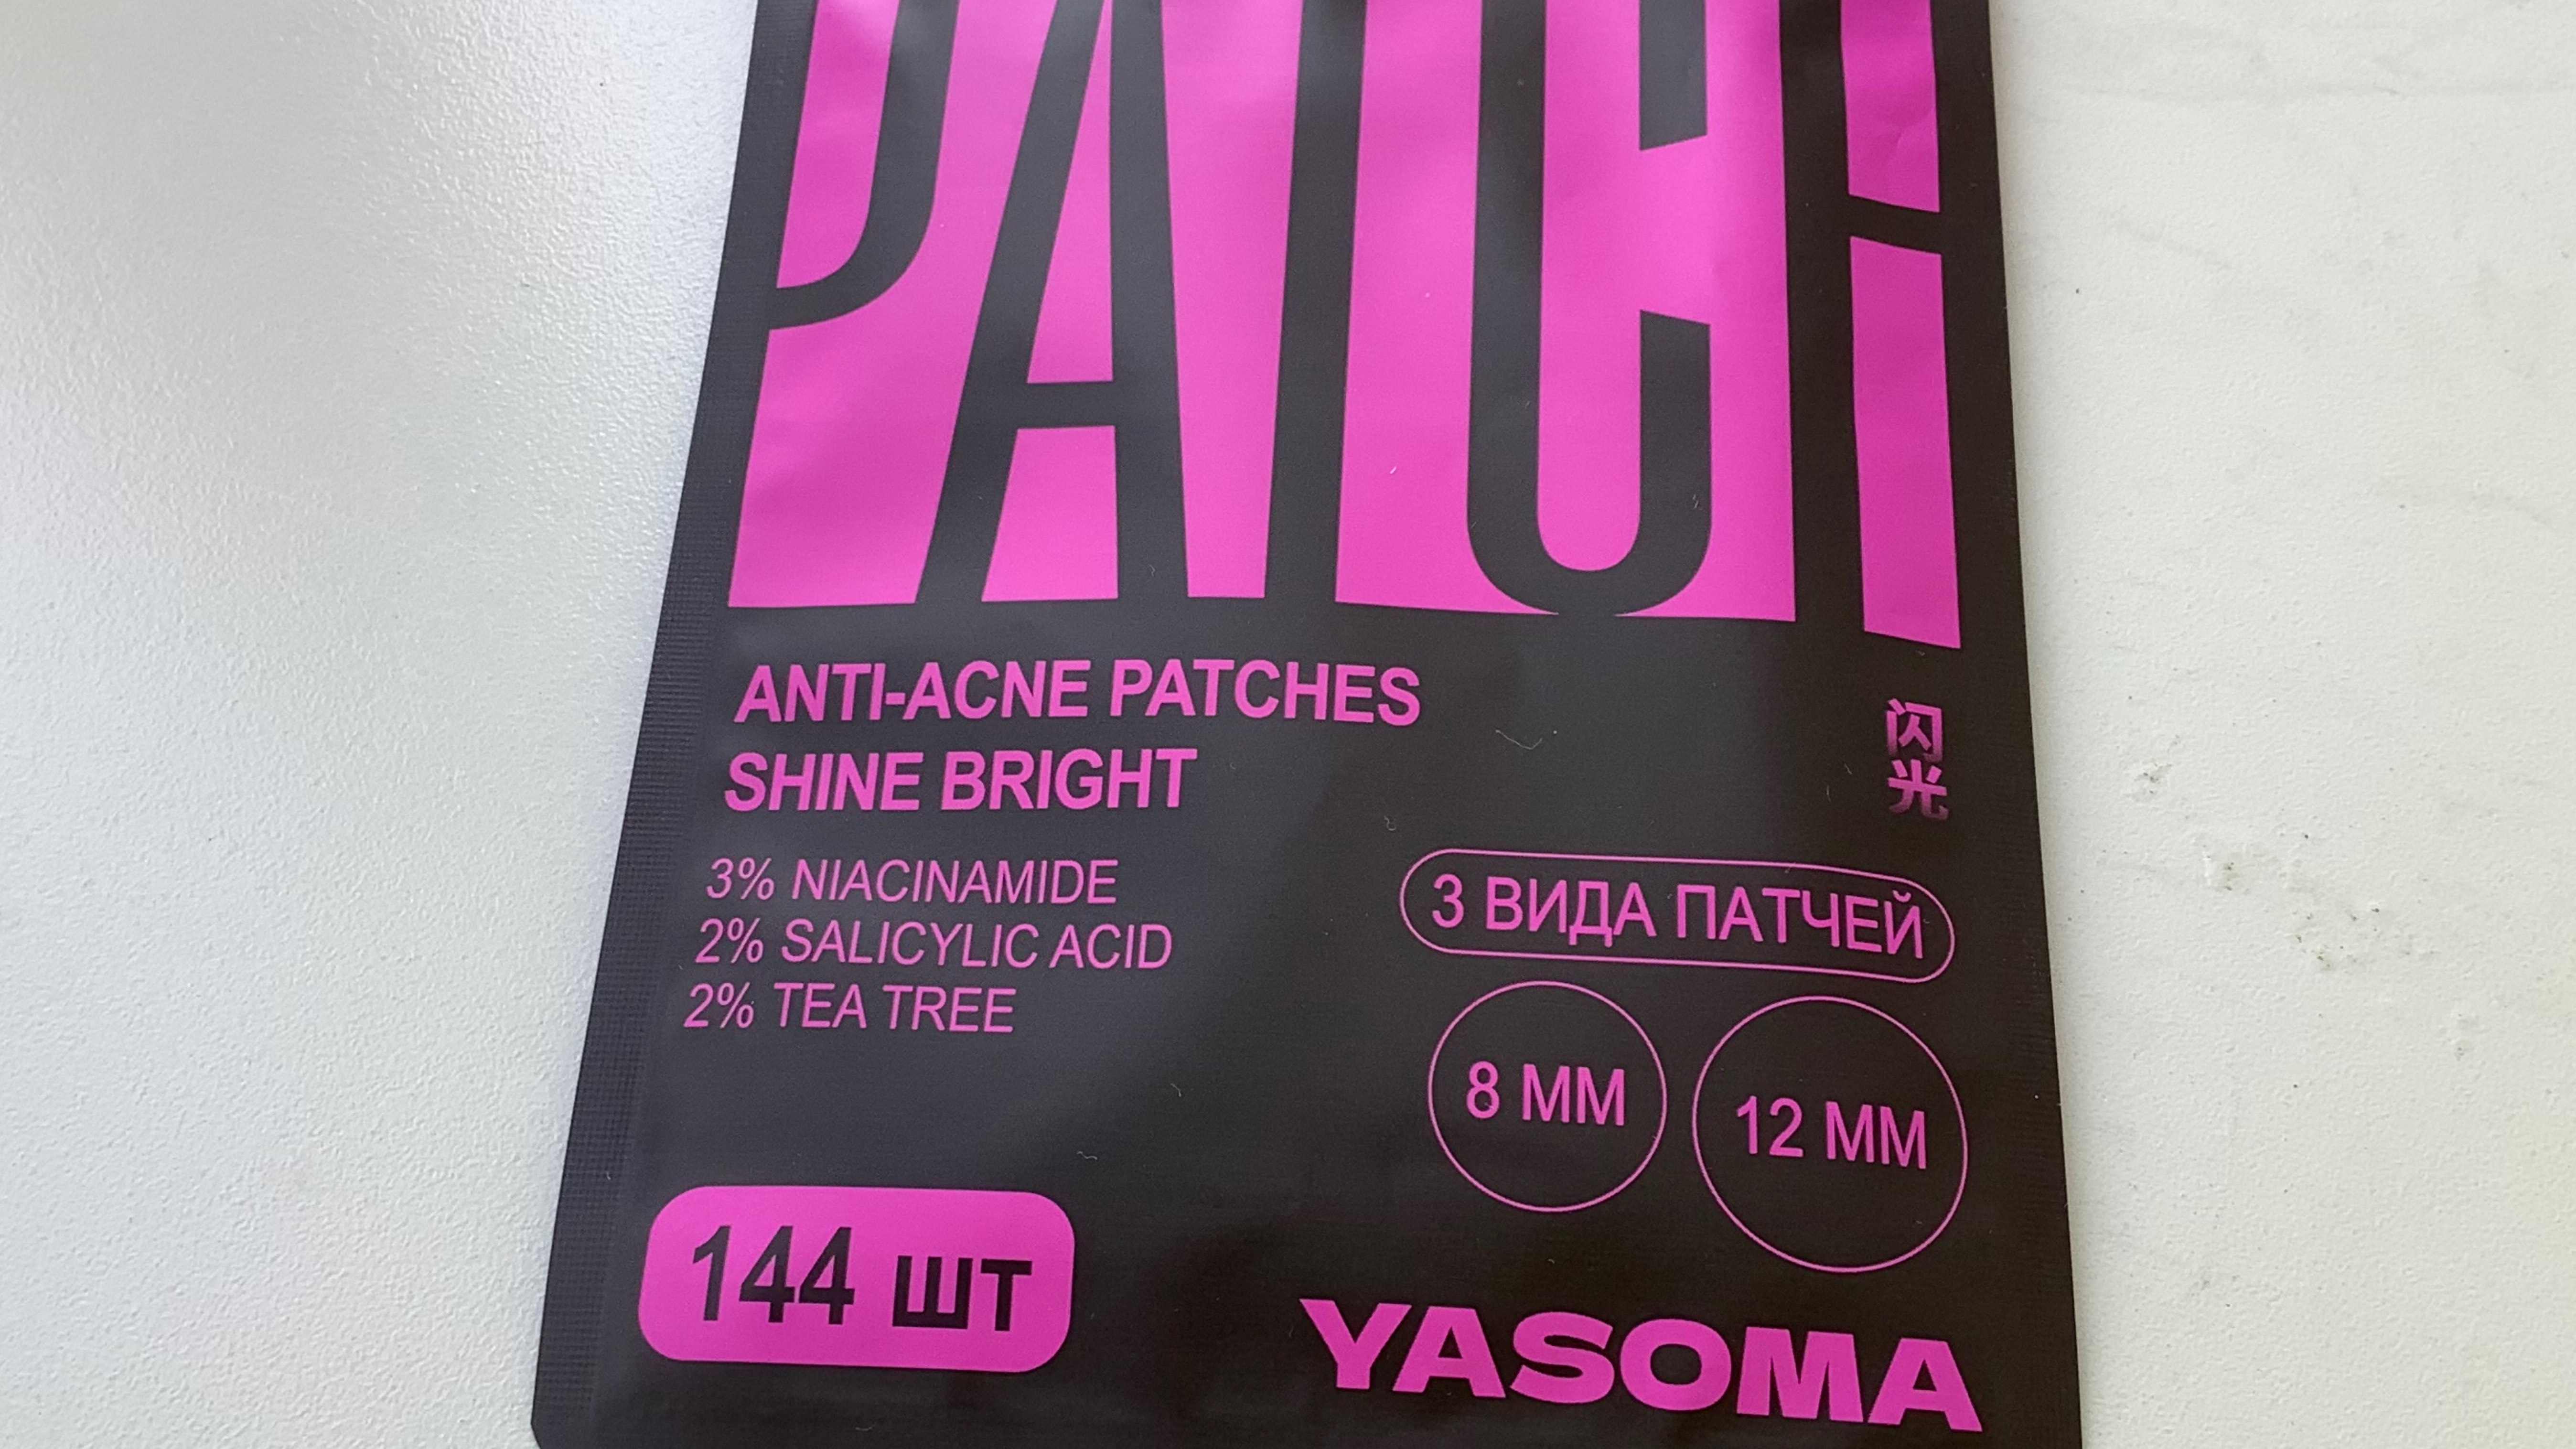 PATCH
ANTI-ACNE PATCHES
SHINE BRIGHT
闪光
3% NIACINAMIDE
2% SALICYLIC ACID
2% TEA TREE
3 ВИДА ПАТЧЕЙ
8 ММ
12 ММ
144 ШТ
YASOMA